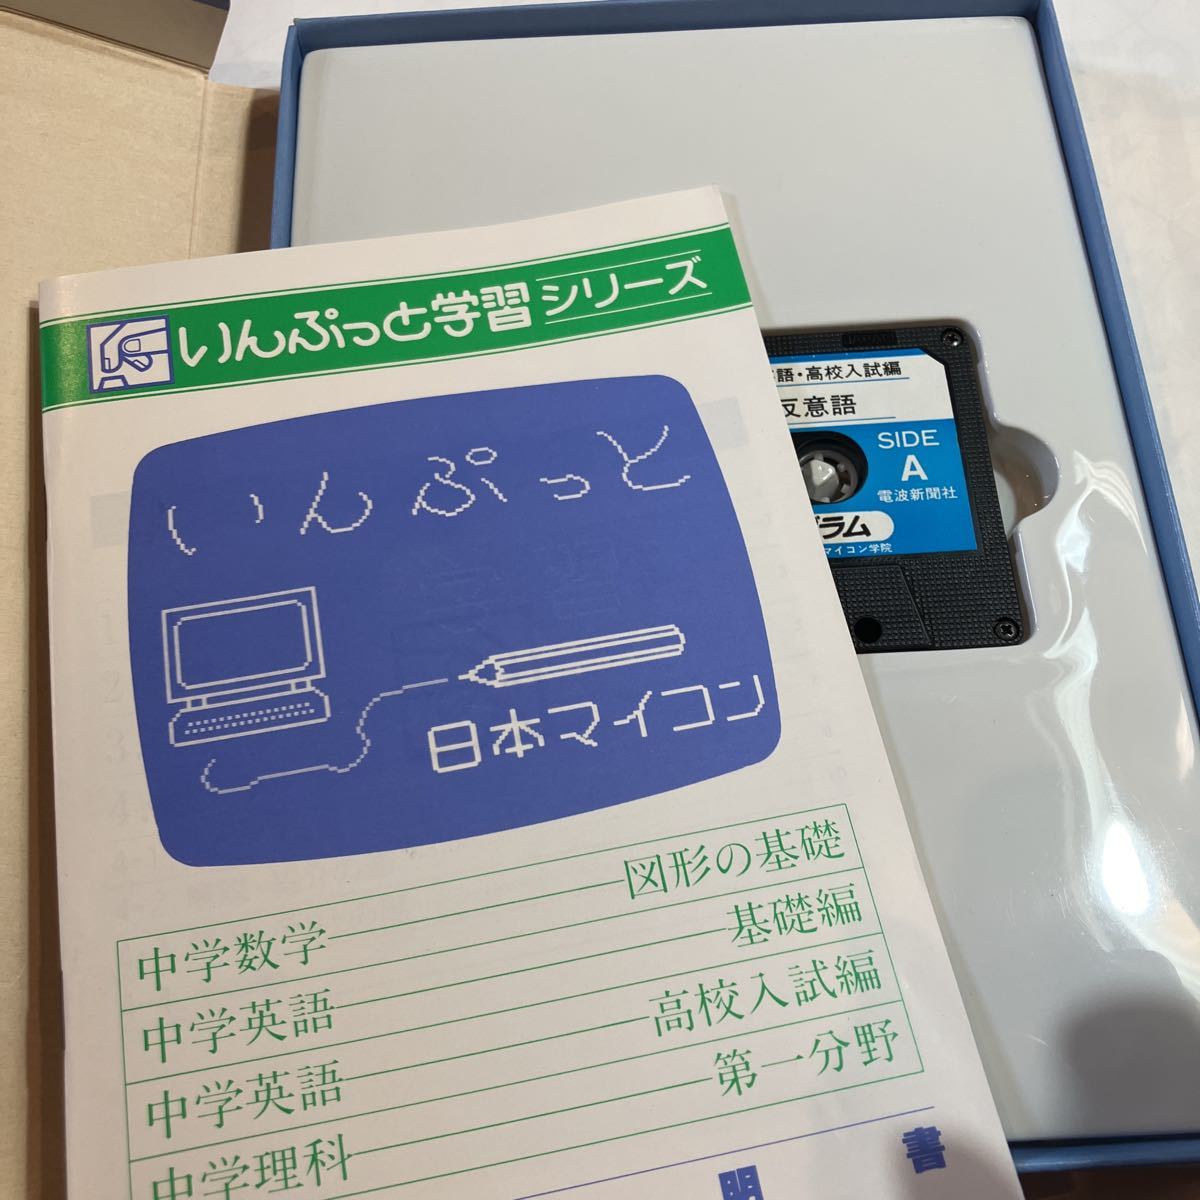 いんぷっと学習シリーズ
いんぷっと
日本マイコン
中学数学 図形の基礎
中学英語 基礎編
中学英語 高校入試編
中学理科 第一分野
明書
語・高校入試編
反意語
SIDE
A
電波新聞社
グラム
マイコン学院